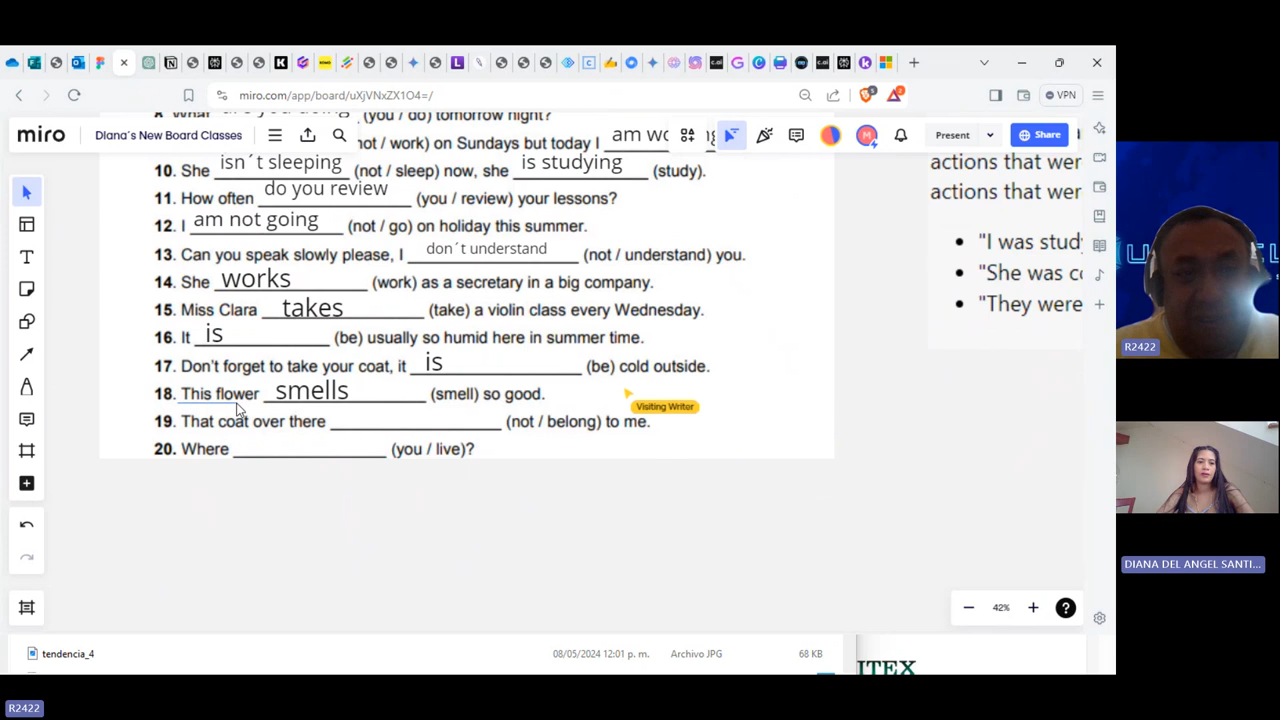 miro.com/app/board/uXjVNxZX1O4=/
VPN
miro
DIana's New Board Classes
Present
Share
8. What are you doing (you / do) tomorrow night?
not / work) on Sundays but today I am wo
10. She isn´t sleeping (not / sleep) now, she is studying (study).
11. How often do you review (you / review) your lessons?
12. I am not going (not / go) on holiday this summer.
13. Can you speak slowly please, I don´t understand (not / understand) you.
14. She works (work) as a secretary in a big company.
15. Miss Clara takes (take) a violin class every Wednesday.
16. It is (be) usually so humid here in summer time.
17. Don't forget to take your coat, it is (be) cold outside.
18. This flower smells (smell) so good.
Visiting Writer
19. That coat over there (not / belong) to me.
20. Where (you / live)?
actions that wer
actions that wer
• "I was study
• "She was co
• "They were
42%
tendencia_4 08/05/2024 12:01 p. m. Archivo JPG 68 KB
ITEX
R2422
DIANA DEL ANGEL SANTI...
R2422